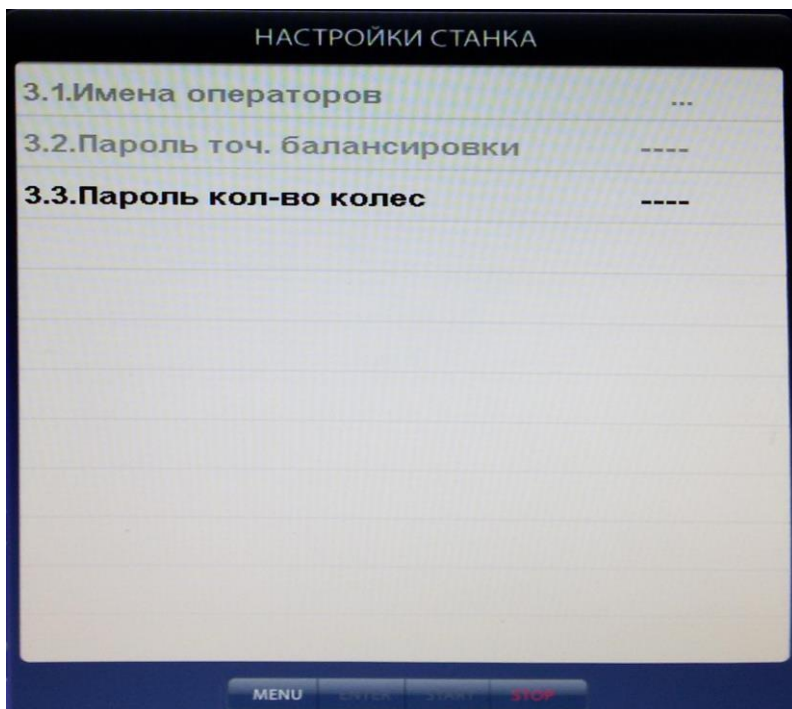 НАСТРОЙКИ СТАНКА
3.1.Имена операторов ...
3.2.Пароль точ. балансировки ----
3.3.Пароль кол-во колес ----
MENU ENTER START STOP